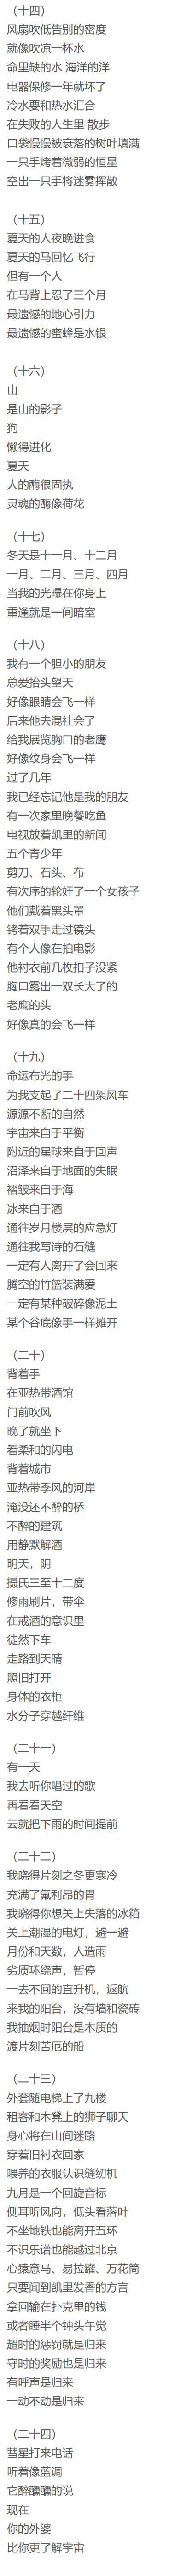 （十四）
风扇吹低告别的密度
就像吹凉一杯水
命里缺的水 海洋的洋
电器保修一年就坏了
冷水要和热水汇合
在失败的人生里 散步
口袋慢慢被衰落的树叶填满
一只手烤着微弱的恒星
空出一只手将迷雾挥散
（十五）
夏天的人夜晚进食
夏天的马回忆飞行
但有一个人
在马背上忍了三个月
最遗憾的地心引力
最遗憾的蜜蜂是水银
（十六）
山
是山的影子
狗
懒得进化
夏天
人的酶很固执
灵魂的酶像荷花
（十七）
冬天是十一月、十二月
一月、二月、三月、四月
当我的光曝在你身上
重逢就是一间暗室
（十八）
我有一个胆小的朋友
总爱抬头望天
好像眼睛会飞一样
后来他去混社会了
给我展览胸口的老鹰
好像纹身会飞一样
过了几年
我已经忘记他是我的朋友
有一次家里晚餐吃鱼
电视放着凯里的新闻
五个青少年
剪刀、石头、布
有次序的轮奸了一个女孩子
他们戴着黑头罩
铐着双手走过镜头
有个人像在拍电影
他衬衣前几枚扣子没紧
胸口露出一双长大了的
老鹰的头
好像真的会飞一样
（十九）
命运布光的手
为我支起了二十四架风车
源源不断的自然
宇宙来自于平衡
附近的星球来自于回声
沼泽来自于地面的失眠
褶皱来自于海
冰来自于酒
通往岁月楼层的应急灯
通往我写诗的石缝
一定有人离开了会回来
腾空的竹篮装满爱
一定有某种破碎像泥土
某个谷底像手一样摊开
（二十）
背着手
在亚热带酒馆
门前吹风
晚了就坐下
看柔和的闪电
背着城市
亚热带季风的河岸
淹没还不醉的桥
不醉的建筑
用静默解酒
明天，阴
摄氏三至十二度
修雨刷片，带伞
在戒酒的意识里
徒然下车
走路到天晴
照旧打开
身体的衣柜
水分子穿越纤维
（二十一）
有一天
我去听你唱过的歌
再看看天空
云就把下雨的时间提前
（二十二）
我晓得片刻之冬更寒冷
充满了氟利昂的胃
我晓得你想关上失落的冰箱
关上潮湿的电灯，避一避
月份和天数，人造雨
劣质环绕声，暂停
一去不回的直升机，返航
来我的阳台，没有墙和瓷砖
我抽烟时阳台是木质的
渡片刻苦厄的船
（二十三）
外套随电梯上了九楼
租客和木凳上的狮子聊天
身心将在山间迷路
穿着旧衬衣回家
喂养的衣服认识缝纫机
九月是一个回旋音标
侧耳听风向，低头看落叶
不坐地铁也能离开五环
不识乐谱也能越过北京
心猿意马、易拉罐、万花筒
只要闻到凯里发香的方言
拿回输在扑克里的钱
或者睡半个钟头午觉
超时的惩罚就是归来
守时的奖励也是归来
有呼声是归来
一动不动是归来
（二十四）
彗星打来电话
听着像蓝调
它醉醺醺的说
现在
你的外婆
比你更了解宇宙